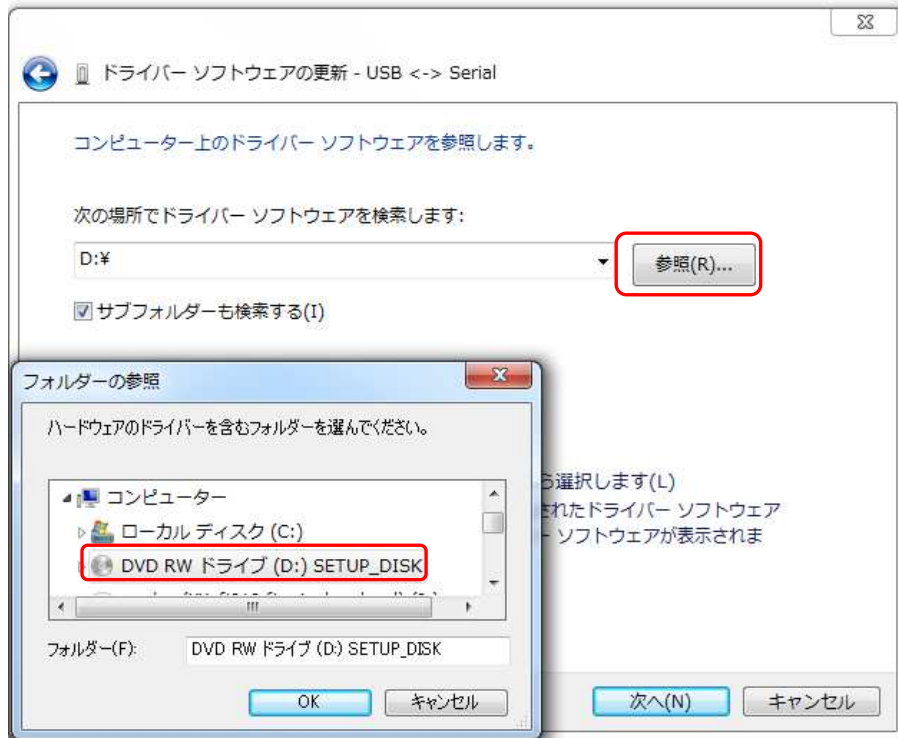 ドライバー ソフトウェアの更新 - USB <-> Serial
コンピューター上のドライバー ソフトウェアを参照します。
次の場所でドライバー ソフトウェアを検索します:
D:¥
参照(R)...
サブフォルダーも検索する(I)
フォルダーの参照
ハードウェアのドライバーを含むフォルダーを選んでください。
コンピューター
ローカル ディスク (C:)
DVD RW ドライブ (D:) SETUP_DISK
フォルダー(F):
DVD RW ドライブ (D:) SETUP_DISK
OK
キャンセル
選択します(L)
されたドライバー ソフトウェア
ソフトウェアが表示されま
次へ(N)
キャンセル